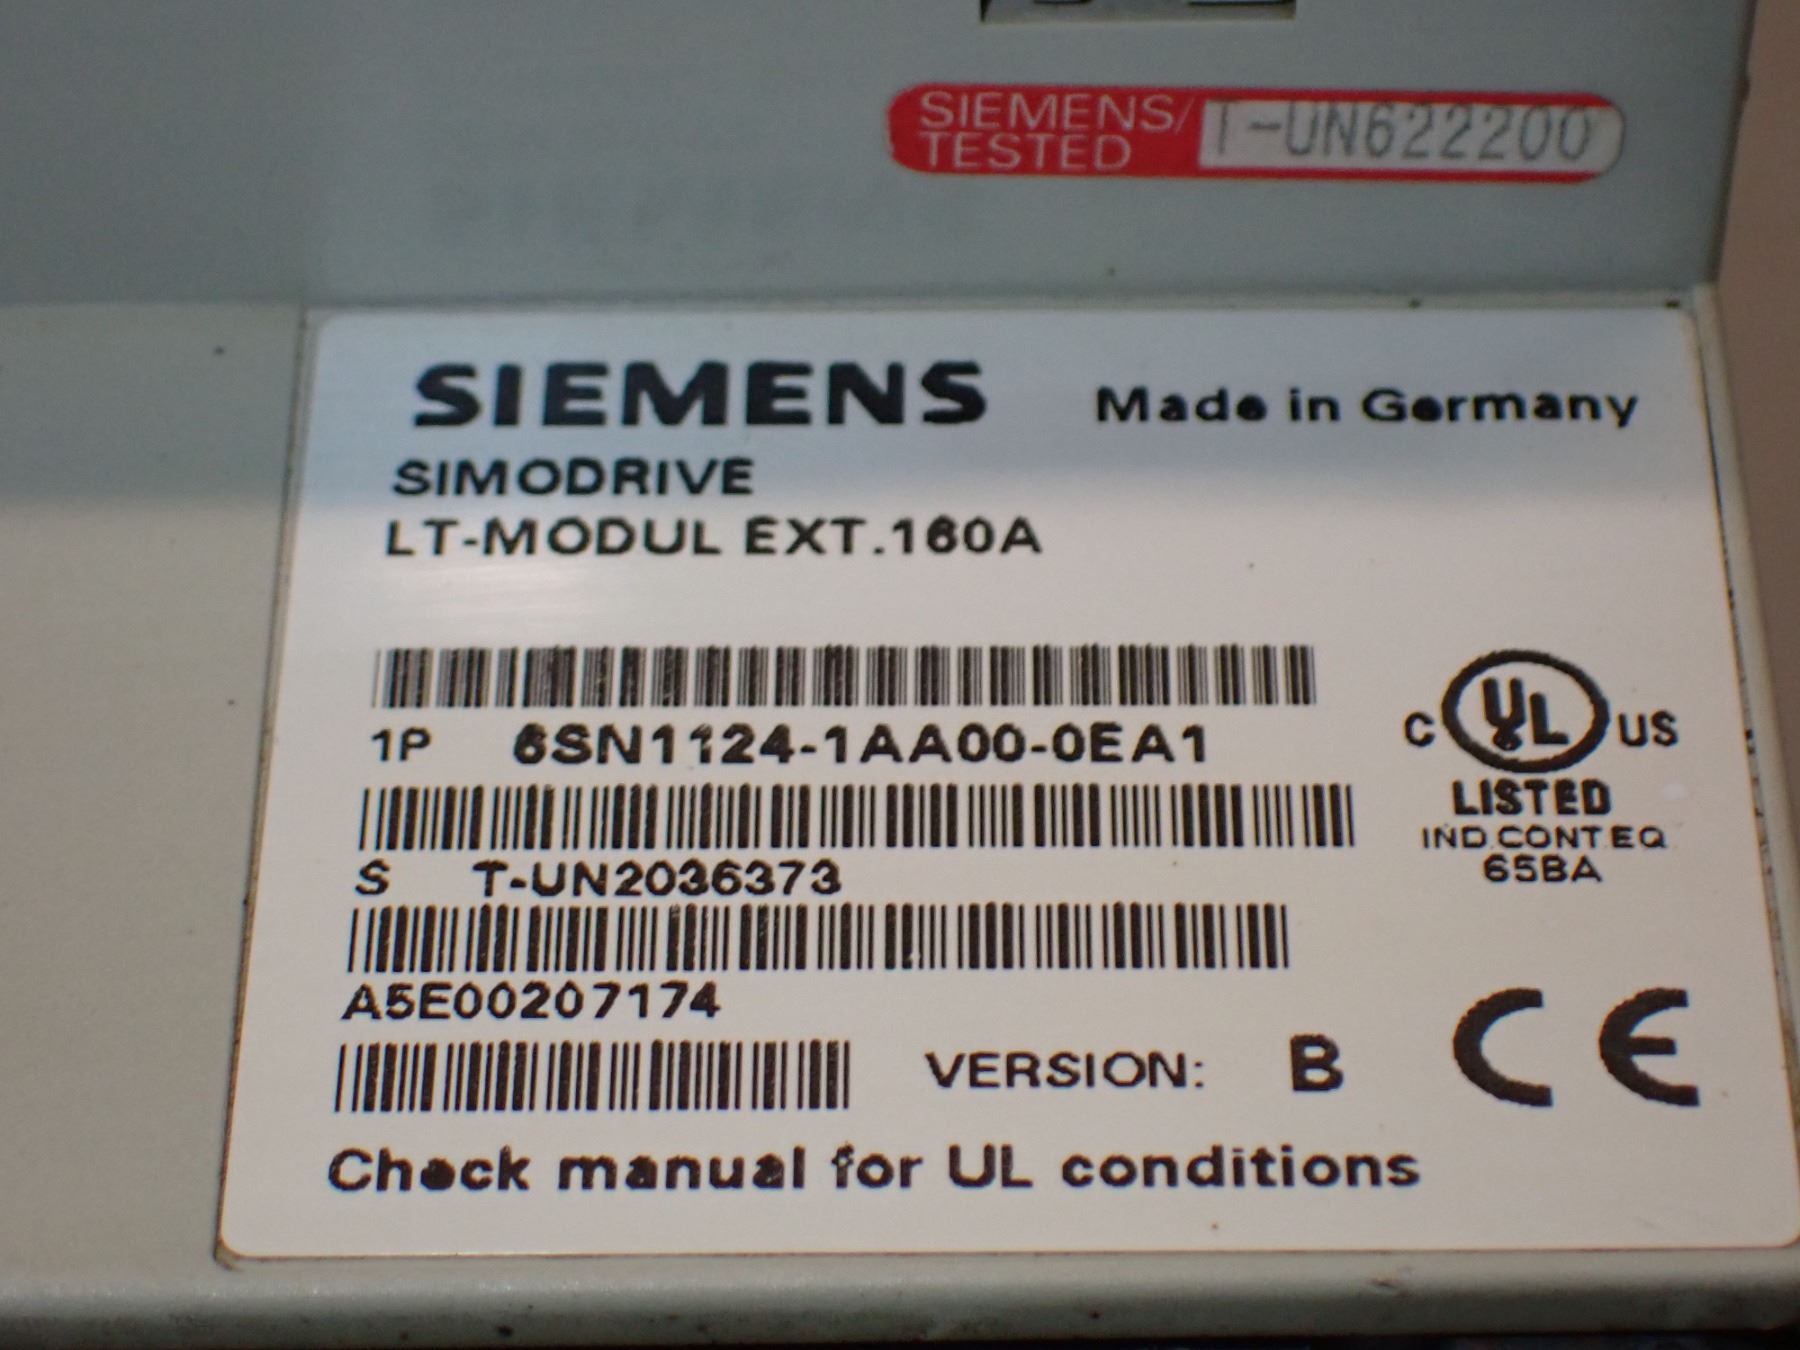 SIEMENS/
TESTED
T-UN622200
SIEMENS Made in Germany
SIMODRIVE
LT-MODUL EXT.160A
1P 6SN1124-1AA00-0EA1
C UL US
LISTED
IND.CONT.EQ
65BA
S T-UN2036373
A5E00207174
VERSION: B CE
Check manual for UL conditions